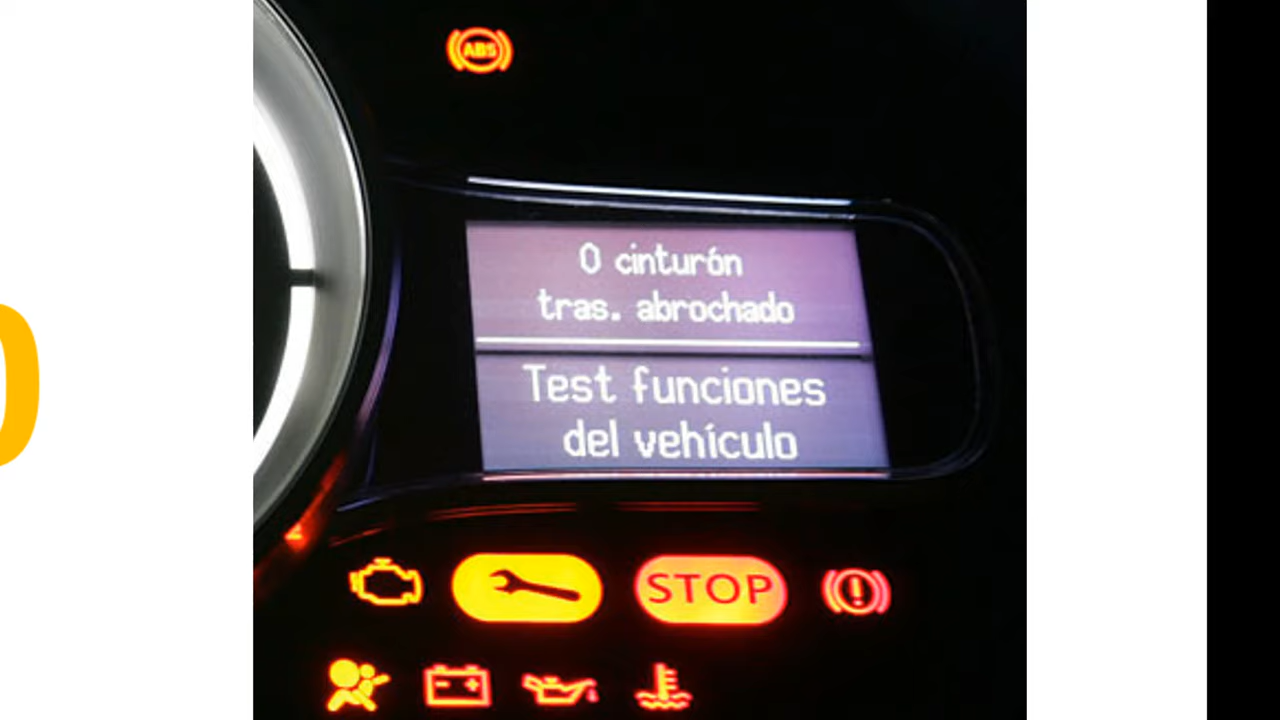 ABS
0 cinturón
tras. abrochado
Test funciones
del vehículo
STOP